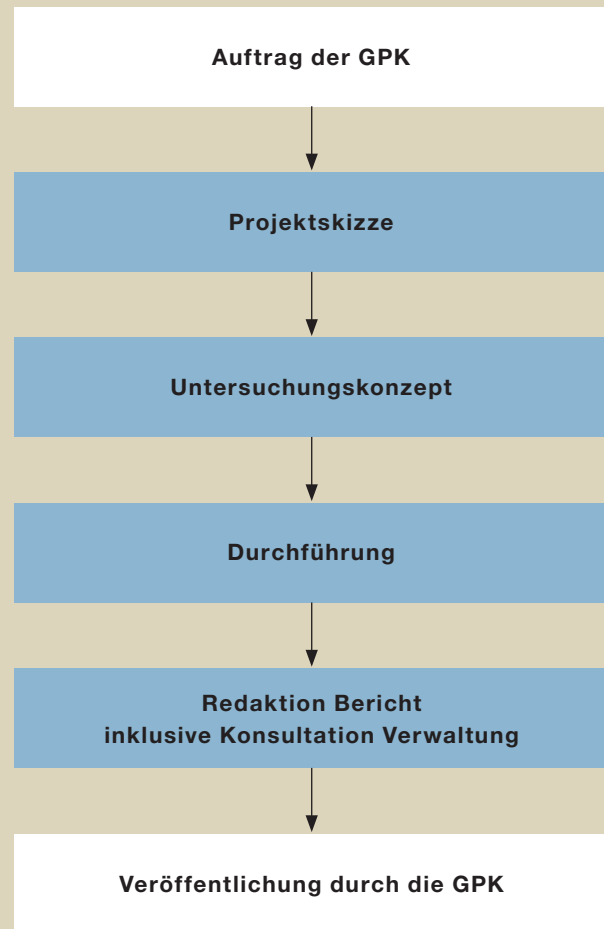 Auftrag der GPK
Projektskizze
Untersuchungskonzept
Durchführung
Redaktion Bericht
inklusive Konsultation Verwaltung
Veröffentlichung durch die GPK